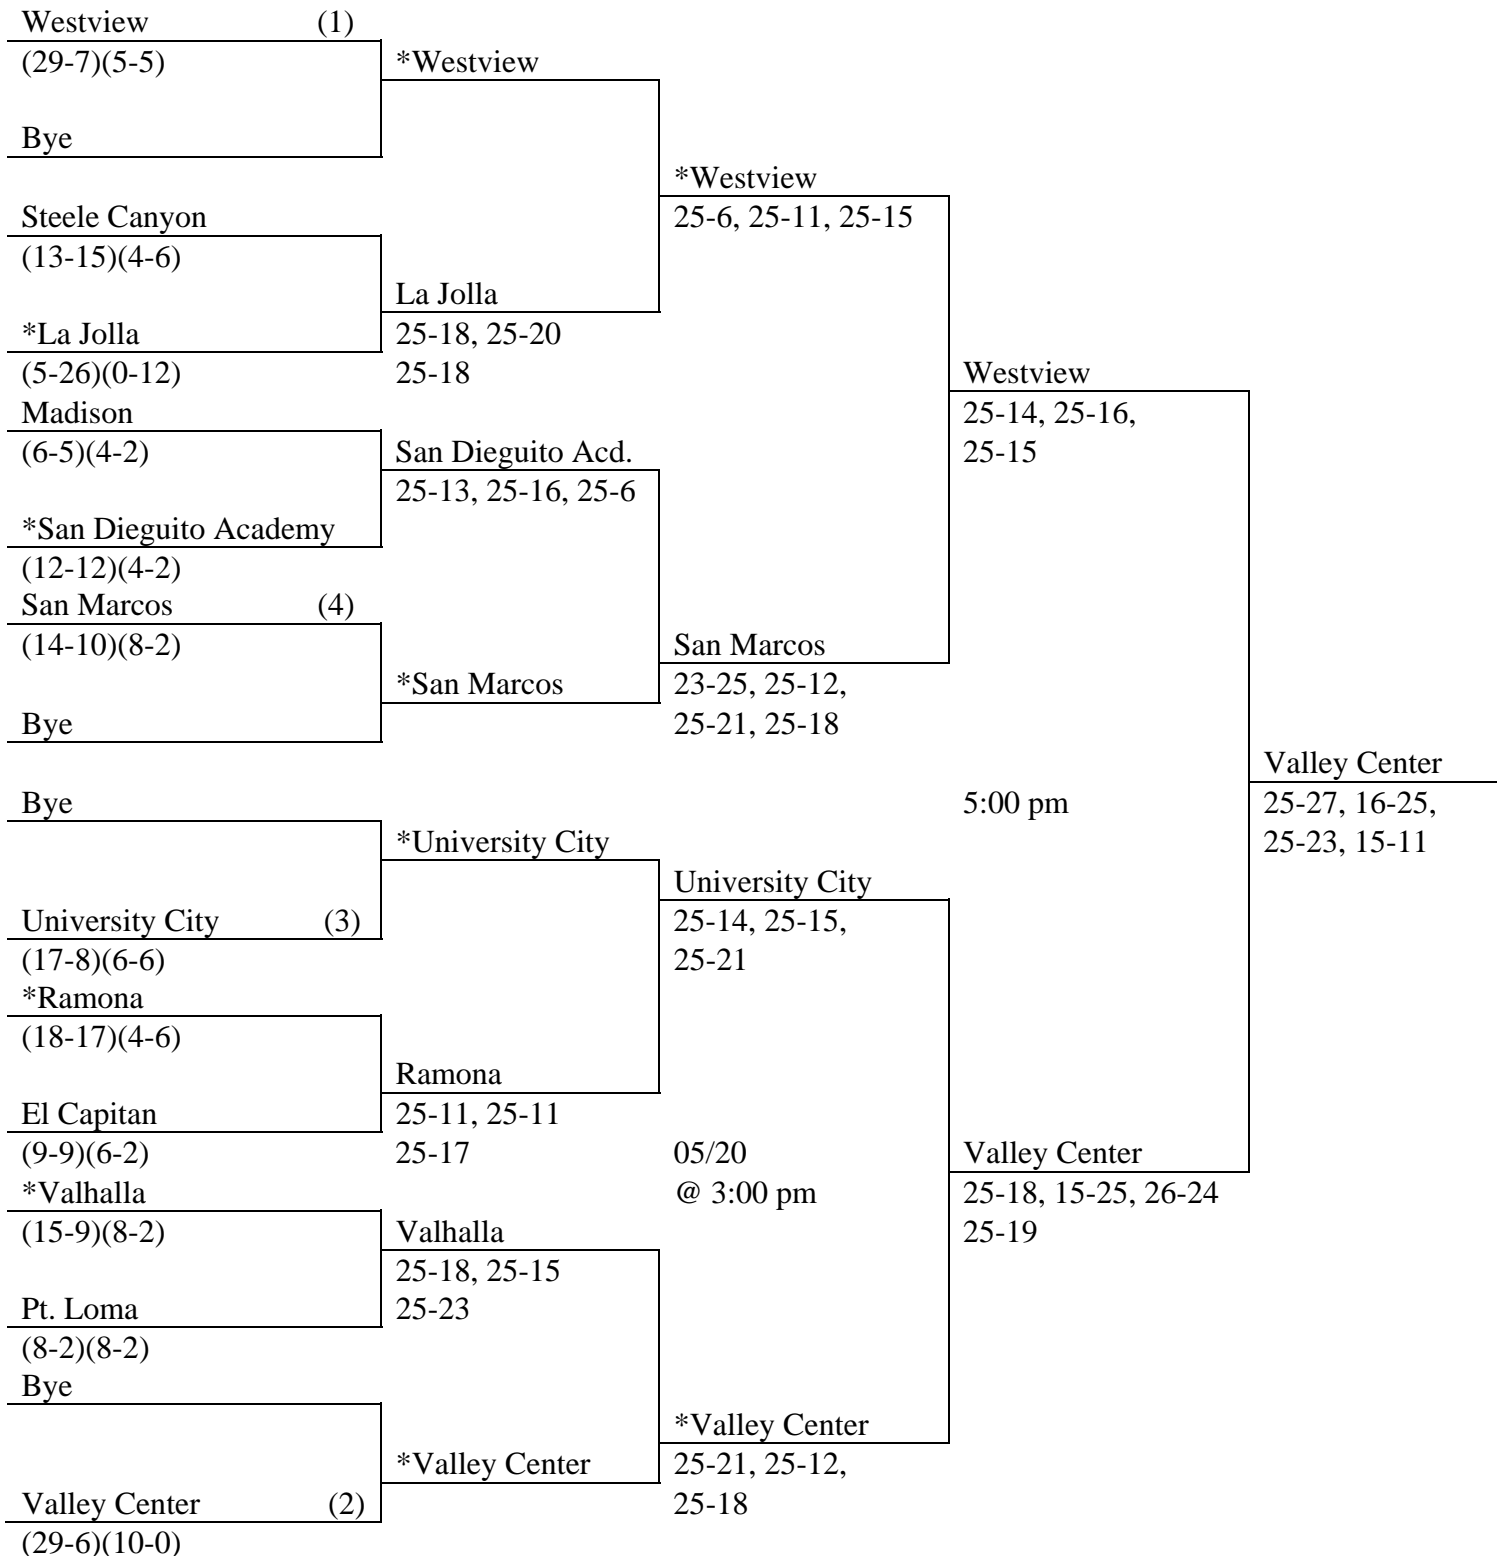 Westview (1)
(29-7)(5-5)
*Westview
Bye
*Westview
Steele Canyon
25-6, 25-11, 25-15
(13-15)(4-6)
La Jolla
*La Jolla
25-18, 25-20
(5-26)(0-12)
25-18
Westview
Madison
25-14, 25-16,
(6-5)(4-2)
San Dieguito Acd.
25-15
25-13, 25-16, 25-6
*San Dieguito Academy
(12-12)(4-2)
San Marcos (4)
(14-10)(8-2)
San Marcos
*San Marcos
23-25, 25-12,
Bye
25-21, 25-18
Valley Center
Bye
5:00 pm
25-27, 16-25,
*University City
25-23, 15-11
University City
University City (3)
25-14, 25-15,
(17-8)(6-6)
25-21
*Ramona
(18-17)(4-6)
Ramona
El Capitan
25-11, 25-11
(9-9)(6-2)
25-17
05/20
Valley Center
*Valhalla
@ 3:00 pm
25-18, 15-25, 26-24
(15-9)(8-2)
Valhalla
25-19
25-18, 25-15
Pt. Loma
25-23
(8-2)(8-2)
Bye
*Valley Center
*Valley Center
25-21, 25-12,
Valley Center (2)
25-18
(29-6)(10-0)